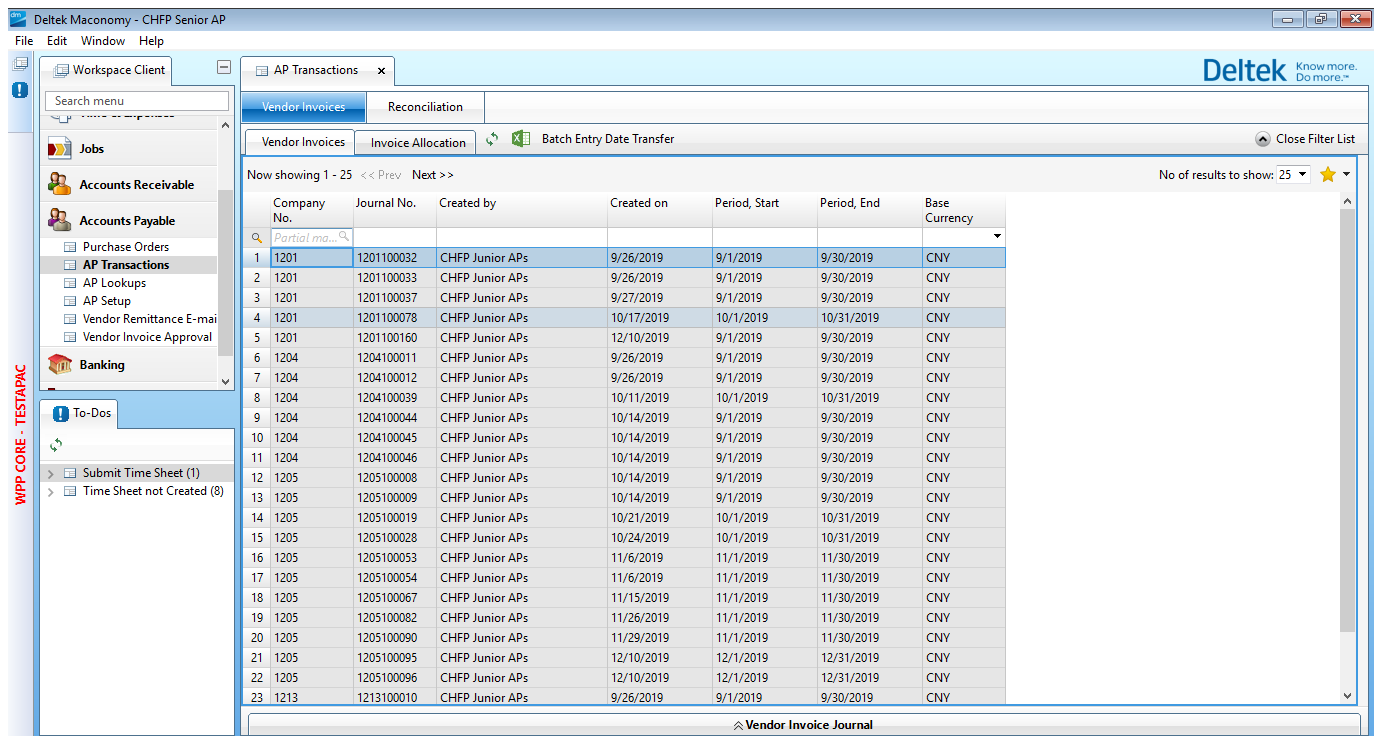 dm
Deltek Maconomy - CHFP Senior AP
File Edit Window Help
Workspace Client
AP Transactions
Deltek Know more. Do more.™
Search menu
Vendor Invoices Reconciliation
Time & Expenses
Vendor Invoices Invoice Allocation Batch Entry Date Transfer Close Filter List
Jobs
Accounts Receivable
Accounts Payable
Purchase Orders
AP Transactions
AP Lookups
AP Setup
Vendor Remittance E-mai
Vendor Invoice Approval
Banking
To-Dos
Submit Time Sheet (1)
Time Sheet not Created (8)
WPP CORE - TESTAPAC
Now showing 1 - 25 << Prev Next >> No of results to show: 25
Company No. Journal No. Created by Created on Period, Start Period, End Base Currency
Partial ma...
1 1201 1201100032 CHFP Junior APs 9/26/2019 9/1/2019 9/30/2019 CNY
2 1201 1201100033 CHFP Junior APs 9/26/2019 9/1/2019 9/30/2019 CNY
3 1201 1201100037 CHFP Junior APs 9/27/2019 9/1/2019 9/30/2019 CNY
4 1201 1201100078 CHFP Junior APs 10/17/2019 10/1/2019 10/31/2019 CNY
5 1201 1201100160 CHFP Junior APs 12/10/2019 9/1/2019 9/30/2019 CNY
6 1204 1204100011 CHFP Junior APs 9/26/2019 9/1/2019 9/30/2019 CNY
7 1204 1204100012 CHFP Junior APs 9/26/2019 9/1/2019 9/30/2019 CNY
8 1204 1204100039 CHFP Junior APs 10/11/2019 10/1/2019 10/31/2019 CNY
9 1204 1204100044 CHFP Junior APs 10/14/2019 9/1/2019 9/30/2019 CNY
10 1204 1204100045 CHFP Junior APs 10/14/2019 9/1/2019 9/30/2019 CNY
11 1204 1204100046 CHFP Junior APs 10/14/2019 9/1/2019 9/30/2019 CNY
12 1205 1205100008 CHFP Junior APs 10/14/2019 9/1/2019 9/30/2019 CNY
13 1205 1205100009 CHFP Junior APs 10/14/2019 9/1/2019 9/30/2019 CNY
14 1205 1205100019 CHFP Junior APs 10/21/2019 10/1/2019 10/31/2019 CNY
15 1205 1205100028 CHFP Junior APs 10/24/2019 10/1/2019 10/31/2019 CNY
16 1205 1205100053 CHFP Junior APs 11/6/2019 11/1/2019 11/30/2019 CNY
17 1205 1205100054 CHFP Junior APs 11/6/2019 11/1/2019 11/30/2019 CNY
18 1205 1205100067 CHFP Junior APs 11/15/2019 11/1/2019 11/30/2019 CNY
19 1205 1205100082 CHFP Junior APs 11/26/2019 11/1/2019 11/30/2019 CNY
20 1205 1205100090 CHFP Junior APs 11/29/2019 11/1/2019 11/30/2019 CNY
21 1205 1205100095 CHFP Junior APs 12/10/2019 12/1/2019 12/31/2019 CNY
22 1205 1205100096 CHFP Junior APs 12/10/2019 12/1/2019 12/31/2019 CNY
23 1213 1213100010 CHFP Junior APs 9/26/2019 9/1/2019 9/30/2019 CNY
Vendor Invoice Journal